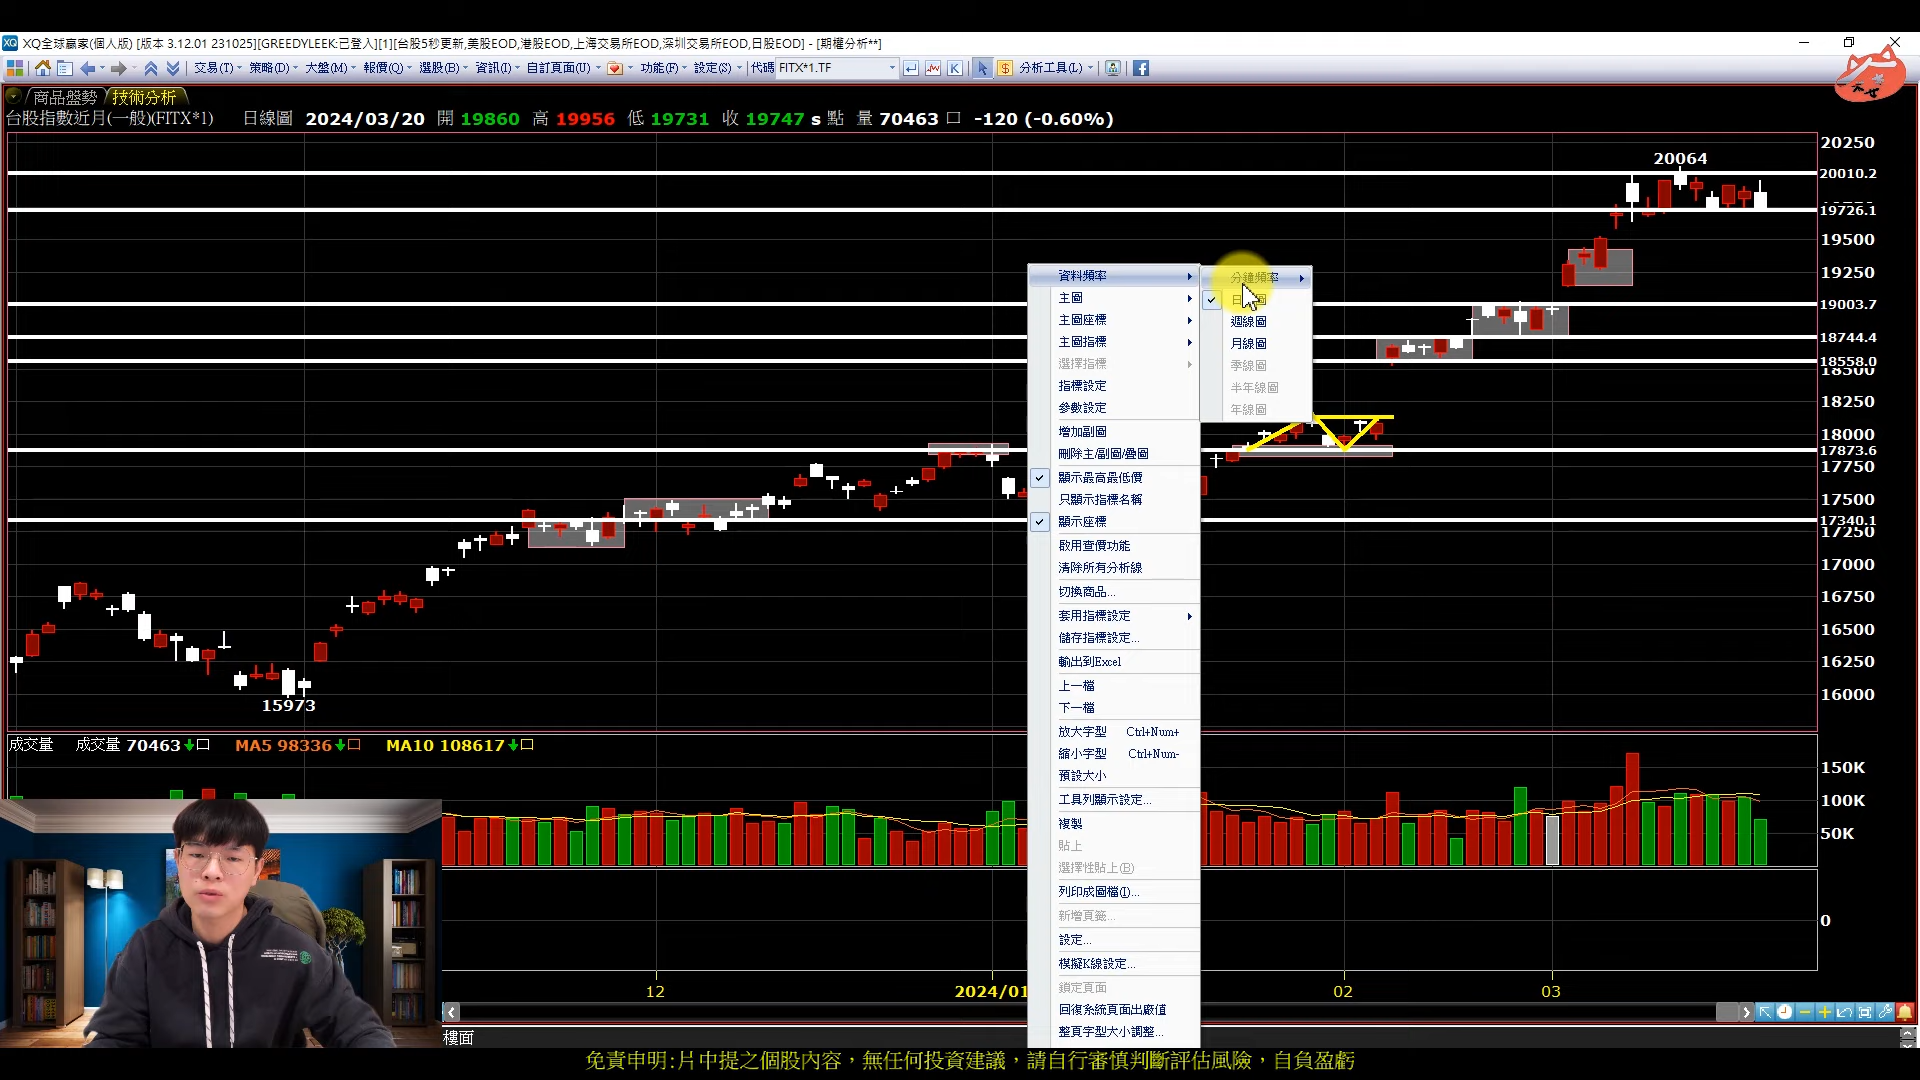 XQ全球贏家(個人版) [版本 3.12.01 231025][GREEDYLEEK:已登入][1][台股5秒更新,美股EOD,港股EOD,上海交易所EOD,深圳交易所EOD,日股EOD] - [期權分析**]
交易(T) 策略(D) 大盤(M) 報價(Q) 選股(B) 資訊(I) 自訂頁面(U) 功能(F) 設定(S) 代碼 FITX*1.TF K $ 分析工具(L)
商品盤勢 技術分析
台股指數近月(一般)(FITX*1) 日線圖 2024/03/20 開 19860 高 19956 低 19731 收 19747 s 點 量 70463 口 -120 (-0.60%)
20250
20064
20010.2
19726.1
19500
19250
19003.7
18744.4
18558.0
18500
18250
18000
17873.6
17750
17500
17340.1
17250
17000
16750
16500
16250
16000
15973
資料頻率
主圖
主圖座標
主圖指標
選擇指標
指標設定
參數設定
增加副圖
刪除主/副圖/疊圖
顯示最高最低價
只顯示指標名稱
顯示座標
啟用查價功能
清除所有分析線
切換商品...
套用指標設定
儲存指標設定...
輸出到Excel
上一檔
下一檔
放大字型 Ctrl+Num+
縮小字型 Ctrl+Num-
預設大小
工具列顯示設定...
複製
貼上
選擇性貼上(B)
列印成圖檔(I)...
新增頁籤...
設定...
模擬K線設定...
鎖定頁面
回復系統頁面出廠值
整頁字型大小調整...
分鐘頻率
日線圖
週線圖
月線圖
季線圖
半年線圖
年線圖
成交量 成交量 70463 口 MA5 98336 口 MA10 108617 口
150K
100K
50K
0
12 2024/01 02 03
樓面
免責申明:片中提之個股內容，無任何投資建議，請自行審慎判斷評估風險，自負盈虧